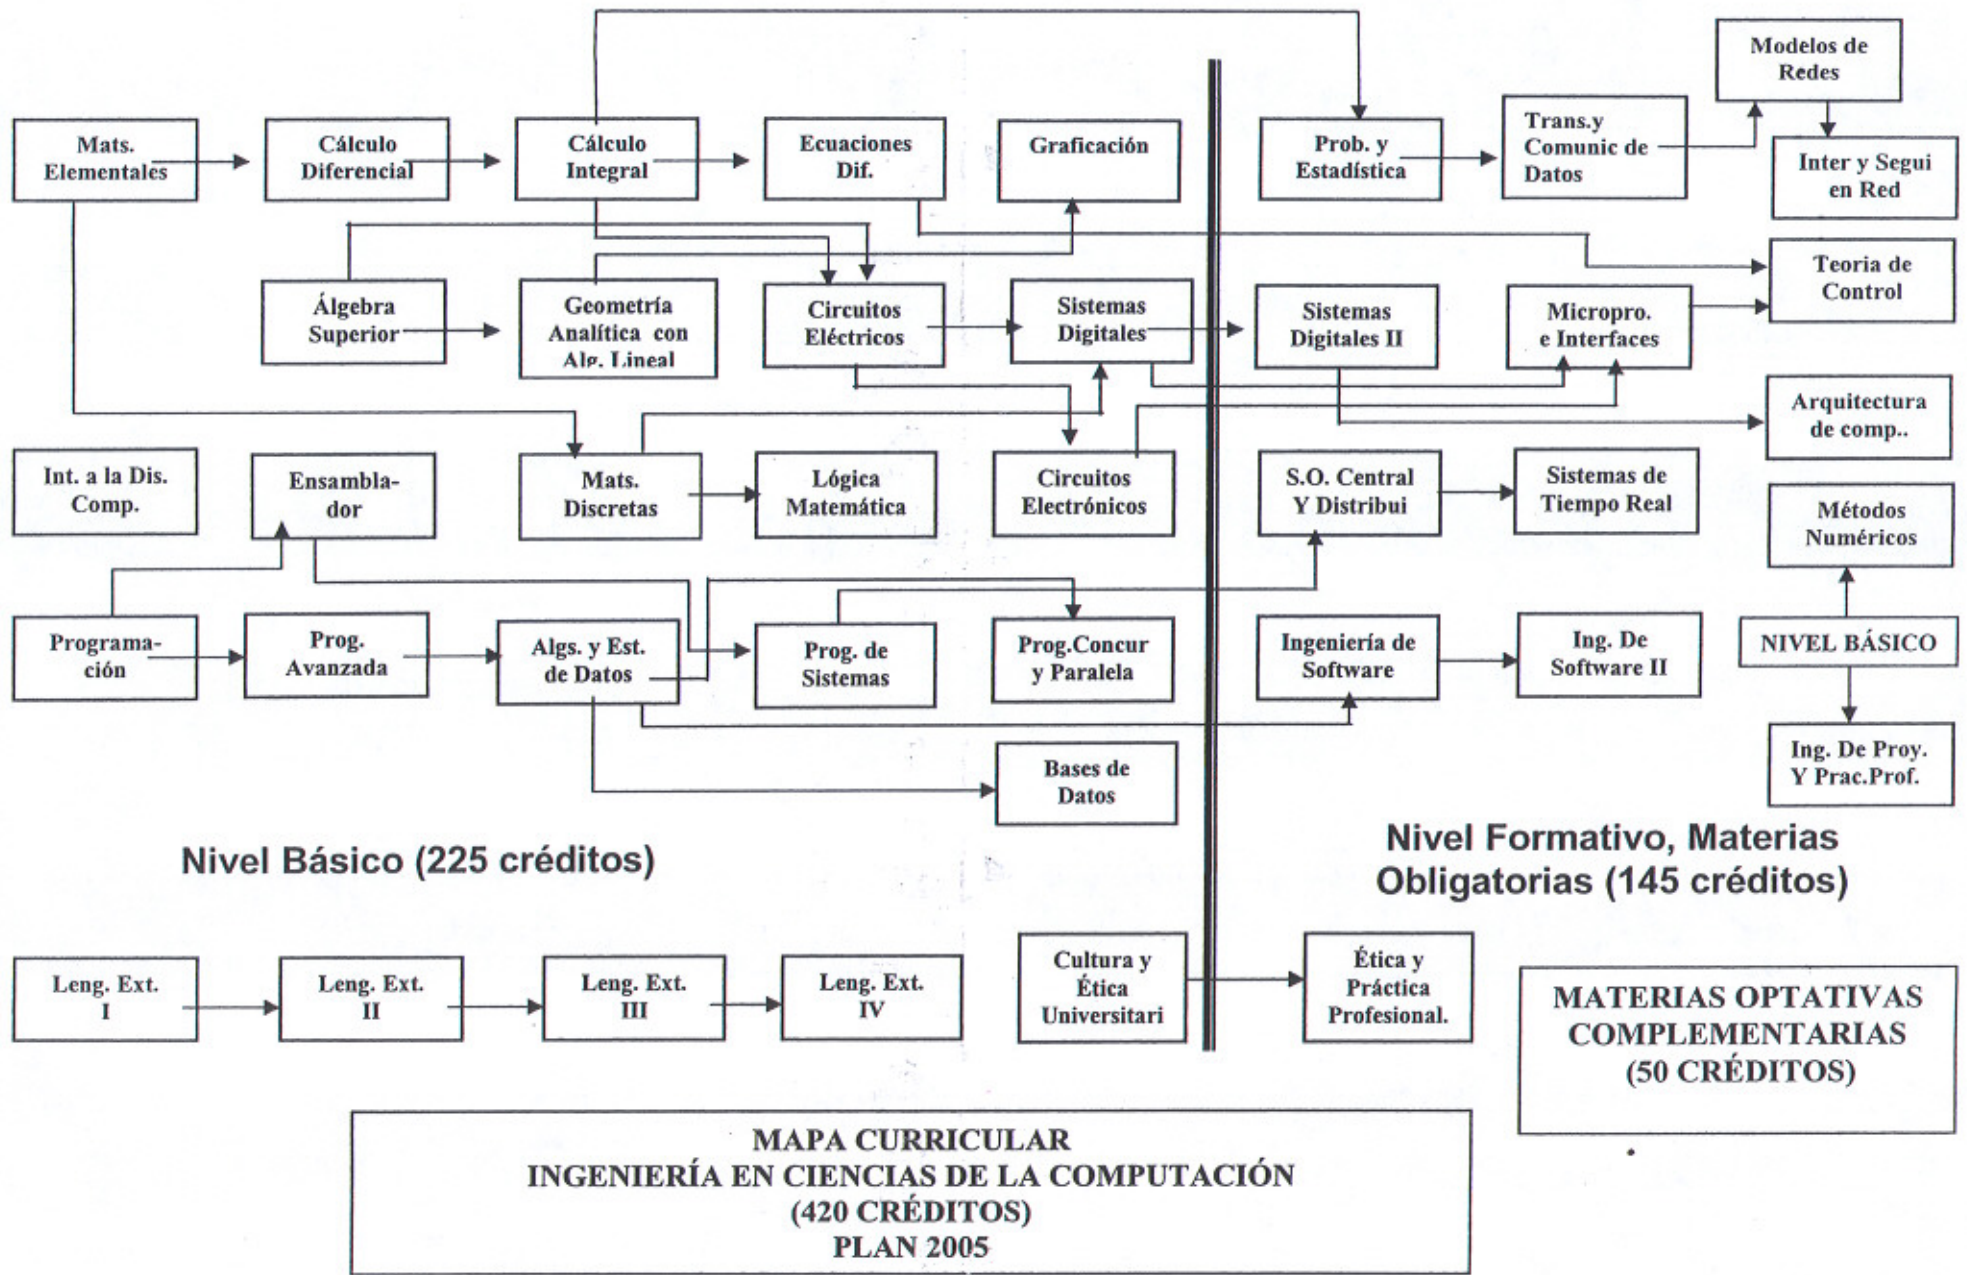 Modelos de
Redes
Mats.
Elementales
Cálculo
Diferencial
Cálculo
Integral
Ecuaciones
Dif.
Graficación
Prob. y
Estadística
Trans.y
Comunic de
Datos
Inter y Segui
en Red
Álgebra
Superior
Geometría
Analítica con
Alg. Lineal
Circuitos
Eléctricos
Sistemas
Digitales
Sistemas
Digitales II
Micropro.
e Interfaces
Teoria de
Control
Arquitectura
de comp..
Int. a la Dis.
Comp.
Ensambla-
dor
Mats.
Discretas
Lógica
Matemática
Circuitos
Electrónicos
S.O. Central
Y Distribui
Sistemas de
Tiempo Real
Métodos
Numéricos
Programa-
ción
Prog.
Avanzada
Algs. y Est.
de Datos
Prog. de
Sistemas
Prog.Concur
y Paralela
Ingeniería de
Software
Ing. De
Software II
NIVEL BÁSICO
Bases de
Datos
Ing. De Proy.
Y Prac.Prof.
Nivel Básico (225 créditos)
Nivel Formativo, Materias
Obligatorias (145 créditos)
Leng. Ext.
I
Leng. Ext.
II
Leng. Ext.
III
Leng. Ext.
IV
Cultura y
Ética
Universitari
Ética y
Práctica
Profesional.
MATERIAS OPTATIVAS
COMPLEMENTARIAS
(50 CRÉDITOS)
MAPA CURRICULAR
INGENIERÍA EN CIENCIAS DE LA COMPUTACIÓN
(420 CRÉDITOS)
PLAN 2005